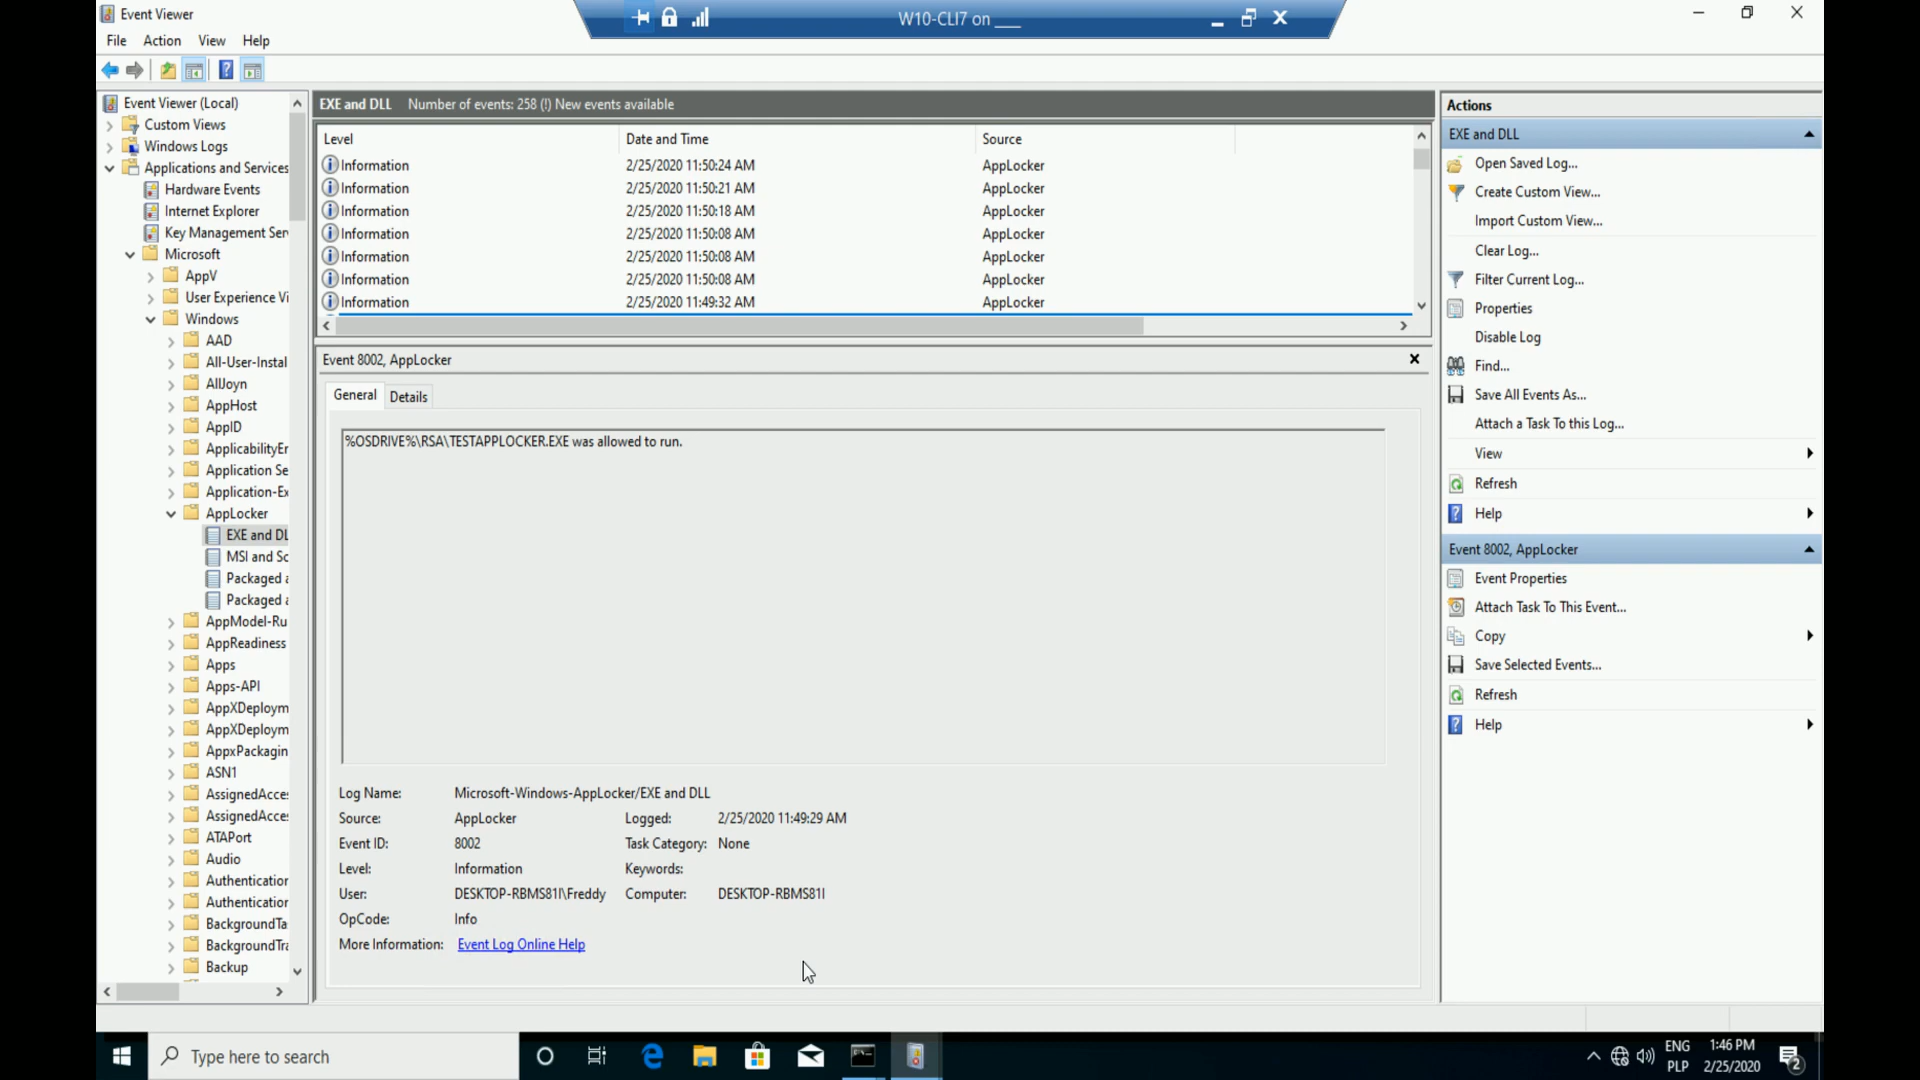 Event Viewer
W10-CLI7 on ___
File Action View Help
Event Viewer (Local)
Custom Views
Windows Logs
Applications and Services
Hardware Events
Internet Explorer
Key Management Serv
Microsoft
AppV
User Experience Vi
Windows
AAD
All-User-Instal
AllJoyn
AppHost
AppID
ApplicabilityEr
Application Se
Application-Ex
AppLocker
EXE and DL
MSI and Sc
Packaged a
Packaged a
AppModel-Ru
AppReadiness
Apps
Apps-API
AppXDeploym
AppXDeploym
AppxPackagin
ASN1
AssignedAcce
AssignedAcce
ATAPort
Audio
Authentication
Authentication
BackgroundTa
BackgroundTra
Backup
EXE and DLL Number of events: 258 (!) New events available
Level Date and Time Source
Information 2/25/2020 11:50:24 AM AppLocker
Information 2/25/2020 11:50:21 AM AppLocker
Information 2/25/2020 11:50:18 AM AppLocker
Information 2/25/2020 11:50:08 AM AppLocker
Information 2/25/2020 11:50:08 AM AppLocker
Information 2/25/2020 11:50:08 AM AppLocker
Information 2/25/2020 11:49:32 AM AppLocker
Event 8002, AppLocker
General Details
%OSDRIVE%\RSA\TESTAPPLOCKER.EXE was allowed to run.
Log Name: Microsoft-Windows-AppLocker/EXE and DLL
Source: AppLocker Logged: 2/25/2020 11:49:29 AM
Event ID: 8002 Task Category: None
Level: Information Keywords:
User: DESKTOP-RBMS81I\Freddy Computer: DESKTOP-RBMS81I
OpCode: Info
More Information: Event Log Online Help
Actions
EXE and DLL
Open Saved Log...
Create Custom View...
Import Custom View...
Clear Log...
Filter Current Log...
Properties
Disable Log
Find...
Save All Events As...
Attach a Task To this Log...
View
Refresh
Help
Event 8002, AppLocker
Event Properties
Attach Task To This Event...
Copy
Save Selected Events...
Refresh
Help
Type here to search
ENG
PLP
1:46 PM
2/25/2020
2